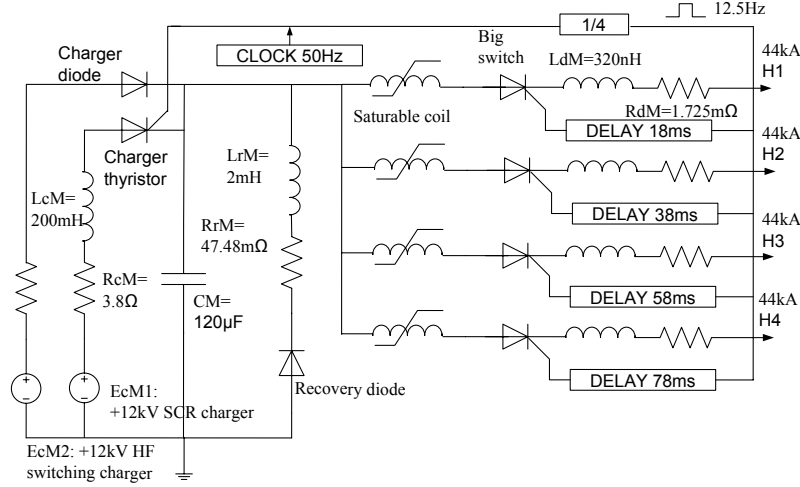 12.5Hz
1/4
CLOCK 50Hz
Charger
diode
Big
switch
LdM=320nH
44kA
H1
Saturable coil
RdM=1.725mΩ
DELAY 18ms
44kA
H2
Charger
thyristor
LrM=
2mH
LcM=
200mH
DELAY 38ms
44kA
H3
RrM=
47.48mΩ
RcM=
3.8Ω
CM=
120µF
DELAY 58ms
44kA
H4
DELAY 78ms
EcM1:
+12kV SCR charger
Recovery diode
EcM2: +12kV HF
switching charger